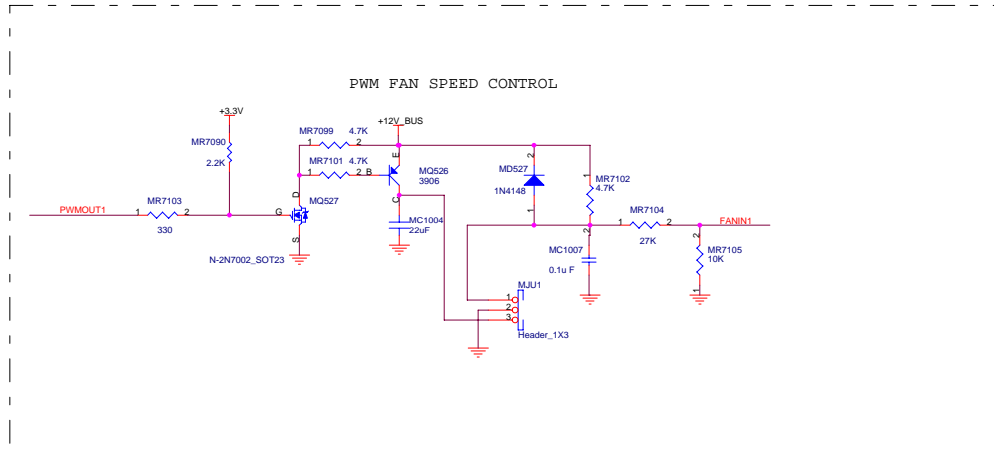 PWM FAN SPEED CONTROL
+3.3V
+12V_BUS
MR7099 4.7K
1 2
MR7090
2.2K
MR7101 4.7K
1 2 B
E
C
MQ526
3906
2
MD527
1N4148
1
1
MR7102
4.7K
2
PWMOUT1
1 2
MR7103
330
G
D
S
MQ527
N-2N7002_SOT23
MC1004
22uF
MR7104
1 2
27K
FANIN1
2
MR7105
10K
1
MC1007
0.1u F
MJU1
1
2
3
Header_1X3